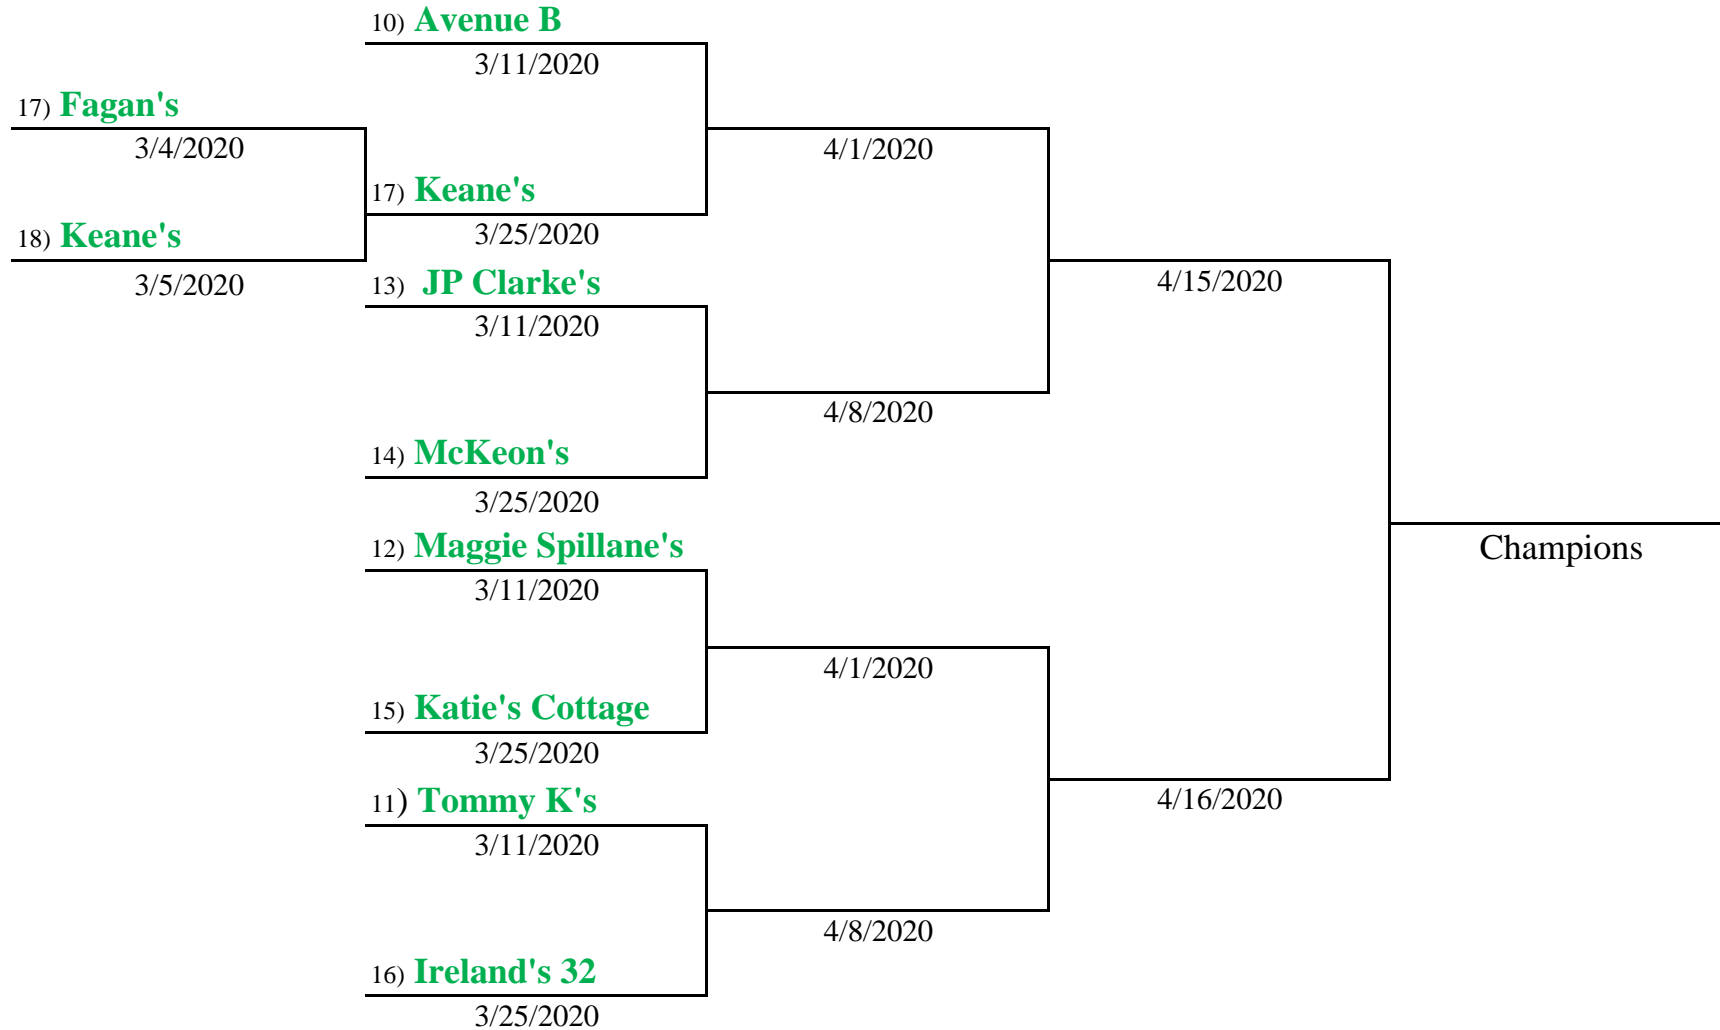 10) Avenue B
3/11/2020
17) Fagan's
3/4/2020
4/1/2020
17) Keane's
3/25/2020
18) Keane's
3/5/2020
13) JP Clarke's
3/11/2020
4/15/2020
4/8/2020
14) McKeon's
3/25/2020
12) Maggie Spillane's
3/11/2020
Champions
4/1/2020
15) Katie's Cottage
3/25/2020
11) Tommy K's
3/11/2020
4/16/2020
4/8/2020
16) Ireland's 32
3/25/2020